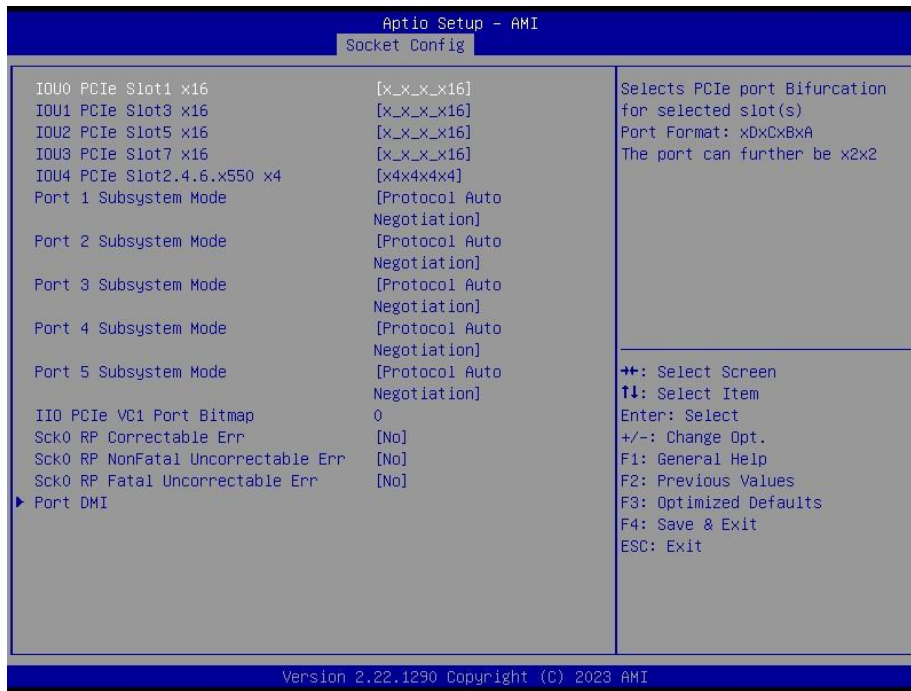 Aptio Setup – AMI
Socket Config
IOU0 PCIe Slot1 x16 [x_x_x_x16]
IOU1 PCIe Slot3 x16 [x_x_x_x16]
IOU2 PCIe Slot5 x16 [x_x_x_x16]
IOU3 PCIe Slot7 x16 [x_x_x_x16]
IOU4 PCIe Slot2.4.6.x550 x4 [x4x4x4x4]
Port 1 Subsystem Mode [Protocol Auto
Negotiation]
Port 2 Subsystem Mode [Protocol Auto
Negotiation]
Port 3 Subsystem Mode [Protocol Auto
Negotiation]
Port 4 Subsystem Mode [Protocol Auto
Negotiation]
Port 5 Subsystem Mode [Protocol Auto
Negotiation]
IIO PCIe VC1 Port Bitmap 0
Sck0 RP Correctable Err [No]
Sck0 RP NonFatal Uncorrectable Err [No]
Sck0 RP Fatal Uncorrectable Err [No]
▶ Port DMI
Selects PCIe port Bifurcation
for selected slot(s)
Port Format: xDxCxBxA
The port can further be x2x2
→←: Select Screen
↑↓: Select Item
Enter: Select
+/-: Change Opt.
F1: General Help
F2: Previous Values
F3: Optimized Defaults
F4: Save & Exit
ESC: Exit
Version 2.22.1290 Copyright (C) 2023 AMI